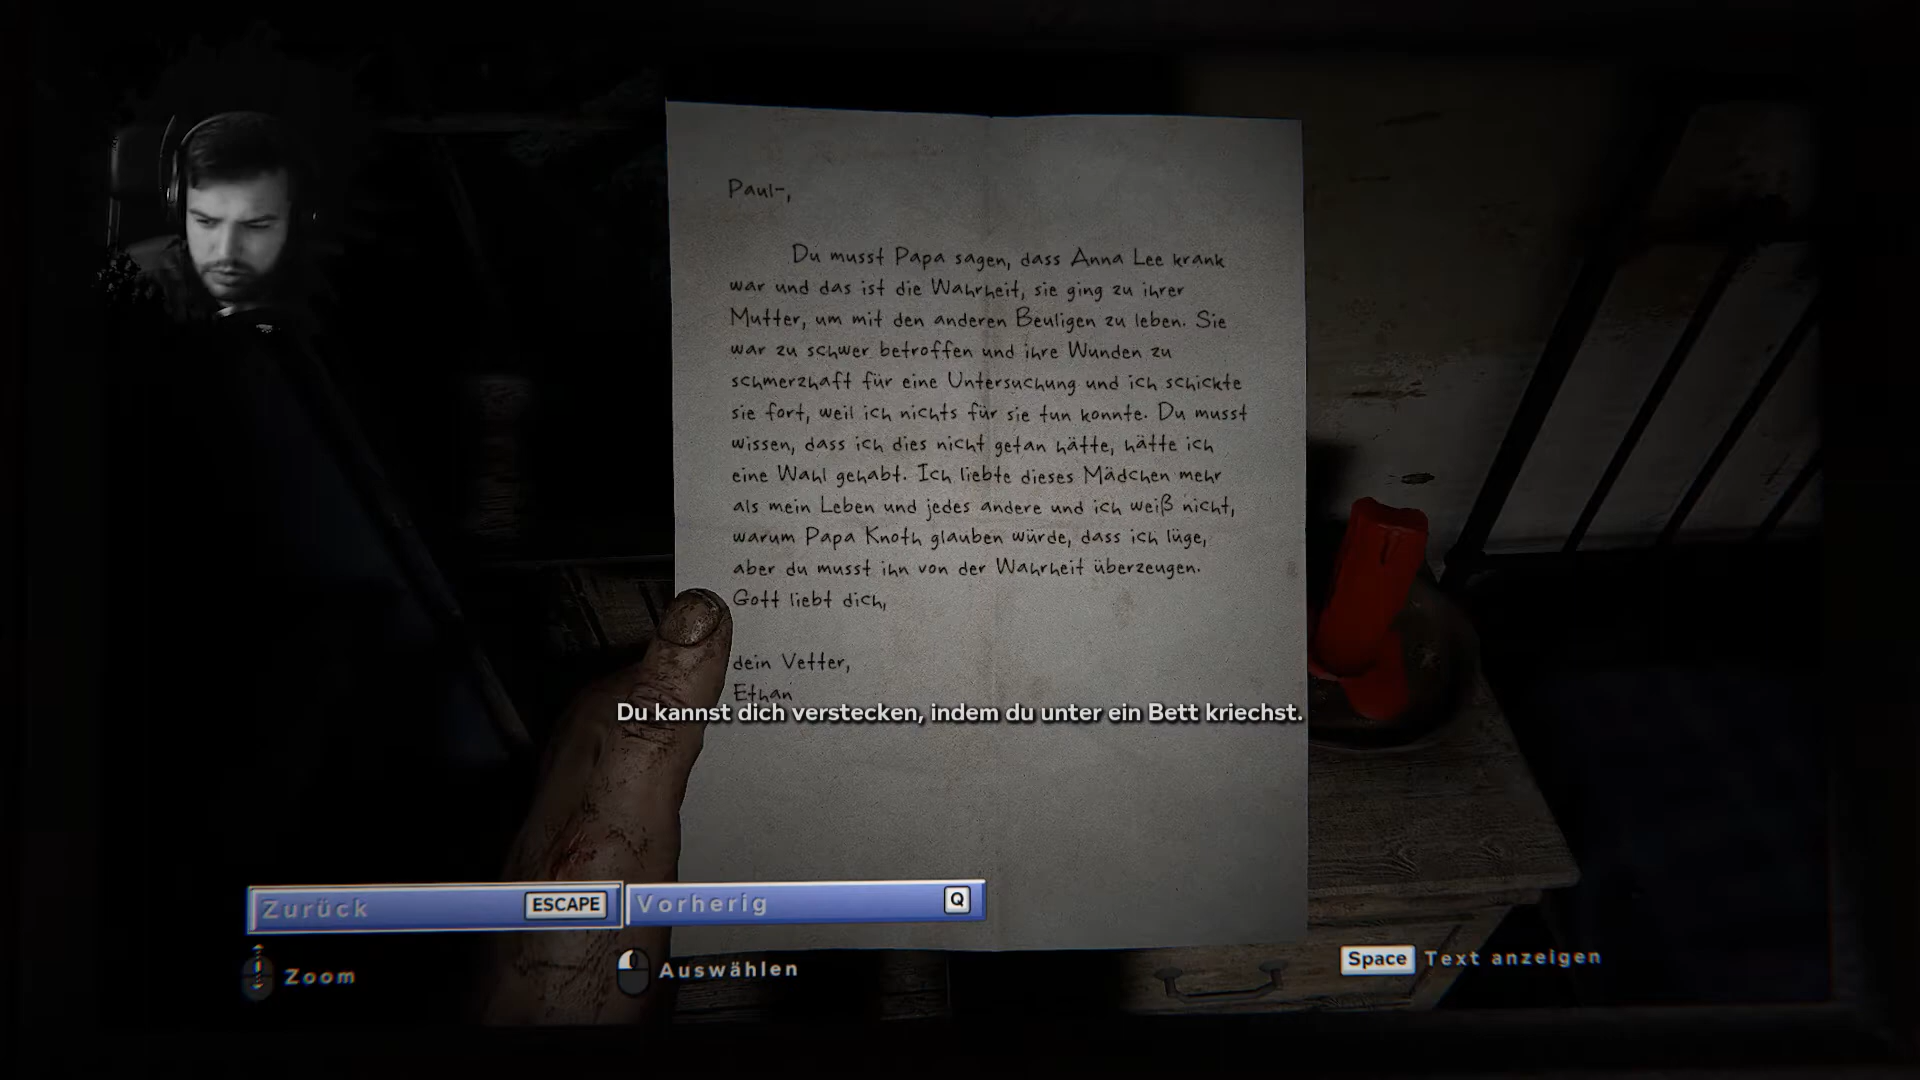 Paul-,
Du musst Papa sagen, dass Anna Lee krank
war und das ist die Wahrheit, sie ging zu ihrer
Mutter, um mit den anderen Beuligen zu leben. Sie
war zu schwer betroffen und ihre Wunden zu
schmerzhaft für eine Untersuchung und ich schickte
sie fort, weil ich nichts für sie tun konnte. Du musst
wissen, dass ich dies nicht getan hätte, hätte ich
eine Wahl gehabt. Ich liebte dieses Mädchen mehr
als mein Leben und jedes andere und ich weiß nicht,
warum Papa Knoth glauben würde, dass ich lüge,
aber du musst ihn von der Wahrheit überzeugen.
Gott liebt dich,
dein Vetter,
Ethan
Du kannst dich verstecken, indem du unter ein Bett kriechst.
Zurück ESCAPE Vorherig Q
Zoom Auswählen Space Text anzeigen